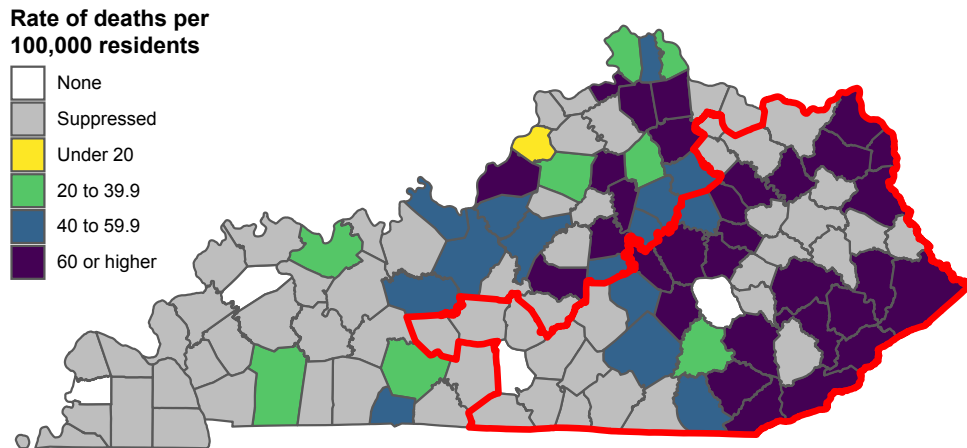 Rate of deaths per
100,000 residents
None
Suppressed
Under 20
20 to 39.9
40 to 59.9
60 or higher